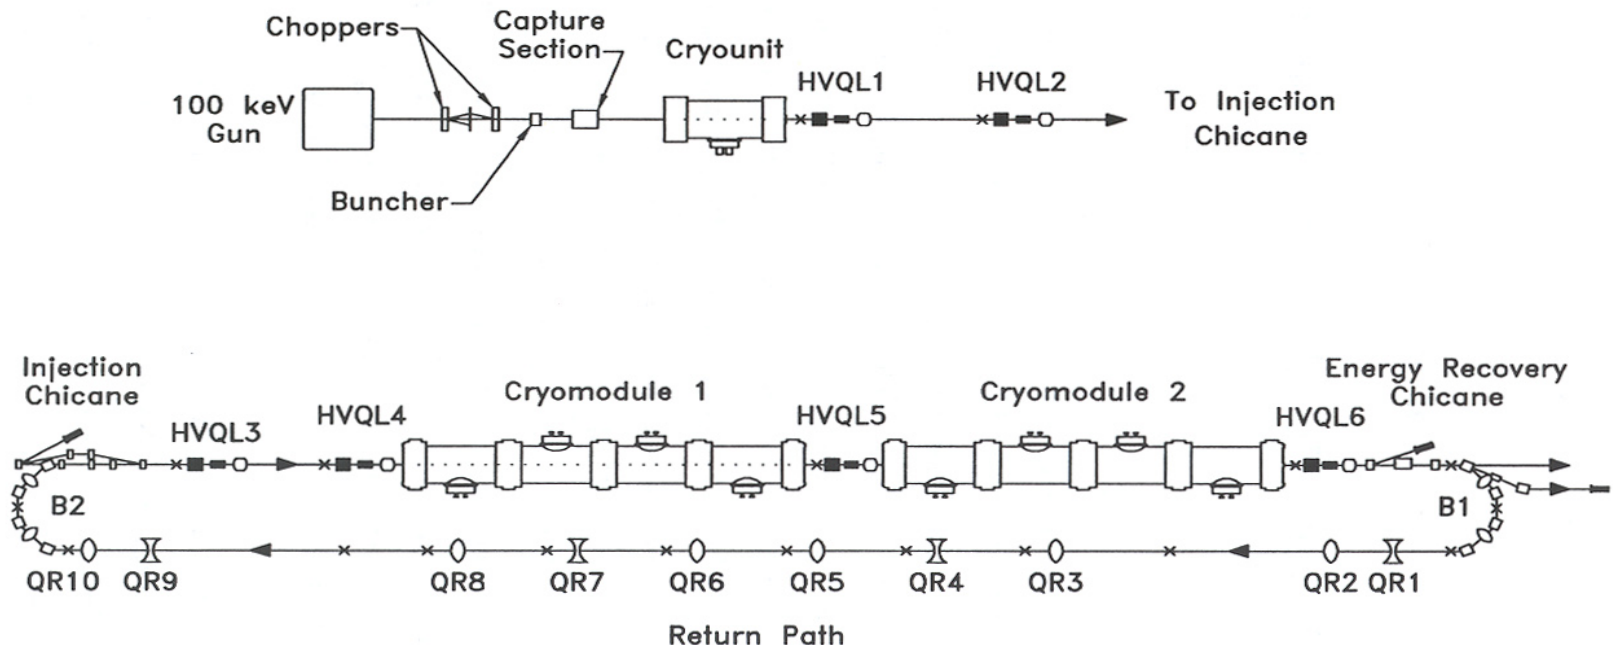 Choppers
Capture
Section
Cryounit
HVQL1
HVQL2
100 keV
Gun
To Injection
Chicane
Buncher
Injection
Chicane
HVQL3
HVQL4
Cryomodule 1
HVQL5
Cryomodule 2
Energy Recovery
Chicane
HVQL6
B2
B1
QR10
QR9
QR8
QR7
QR6
QR5
QR4
QR3
QR2
QR1
Return Path